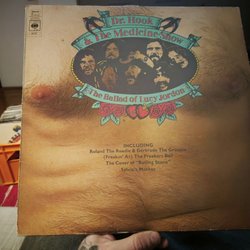 CBS
Dr. Hook
& The Medicine Show
The Ballad of Lucy Jordon
INCLUDING
Roland The Roadie & Gertrude The Groupie
(Freakin' At) The Freakers Ball
The Cover of "Rolling Stone"
Sylvia's Mother